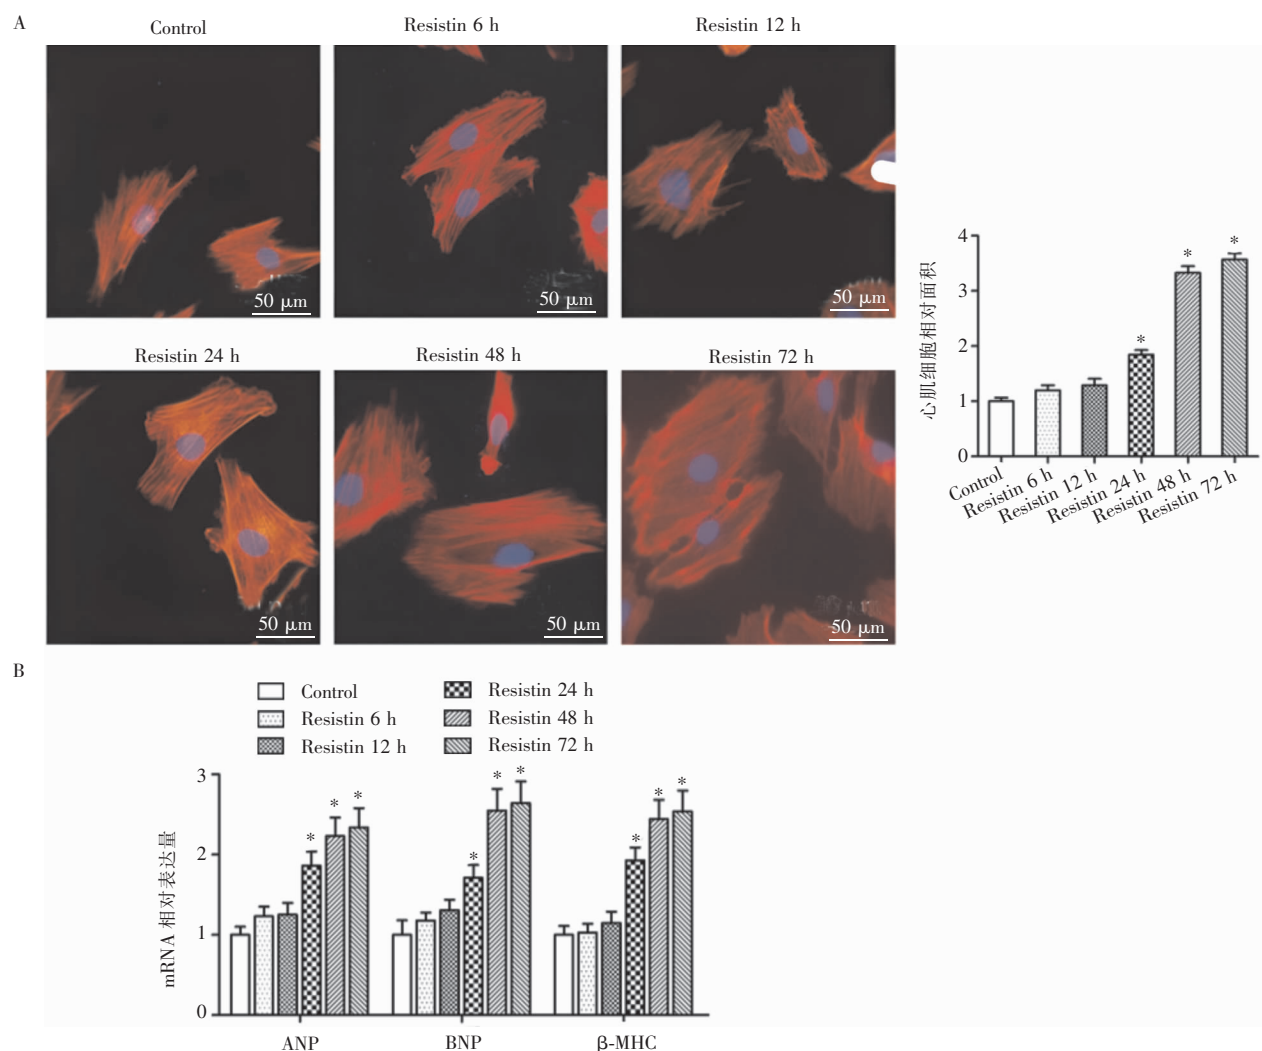 A
Control
Resistin 6 h
Resistin 12 h
50 μm
50 μm
50 μm
Resistin 24 h
Resistin 48 h
Resistin 72 h
50 μm
50 μm
50 μm
心肌细胞相对面积
4
3
2
1
0
*
*
*
Control
Resistin 6 h
Resistin 12 h
Resistin 24 h
Resistin 48 h
Resistin 72 h
B
Control
Resistin 6 h
Resistin 12 h
Resistin 24 h
Resistin 48 h
Resistin 72 h
mRNA 相对表达量
3
2
1
0
* * *
* * *
* * *
ANP
BNP
β-MHC